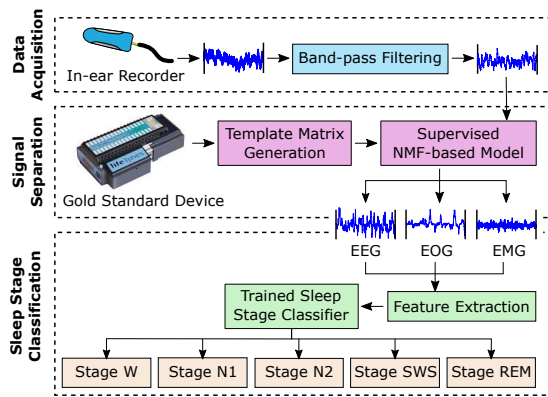 Data
Acquisition
In-ear Recorder
Band-pass Filtering
Signal
Separation
Gold Standard Device
Template Matrix
Generation
Supervised
NMF-based Model
EEG
EOG
EMG
Sleep Stage
Classification
Trained Sleep
Stage Classifier
Feature Extraction
Stage W
Stage N1
Stage N2
Stage SWS
Stage REM